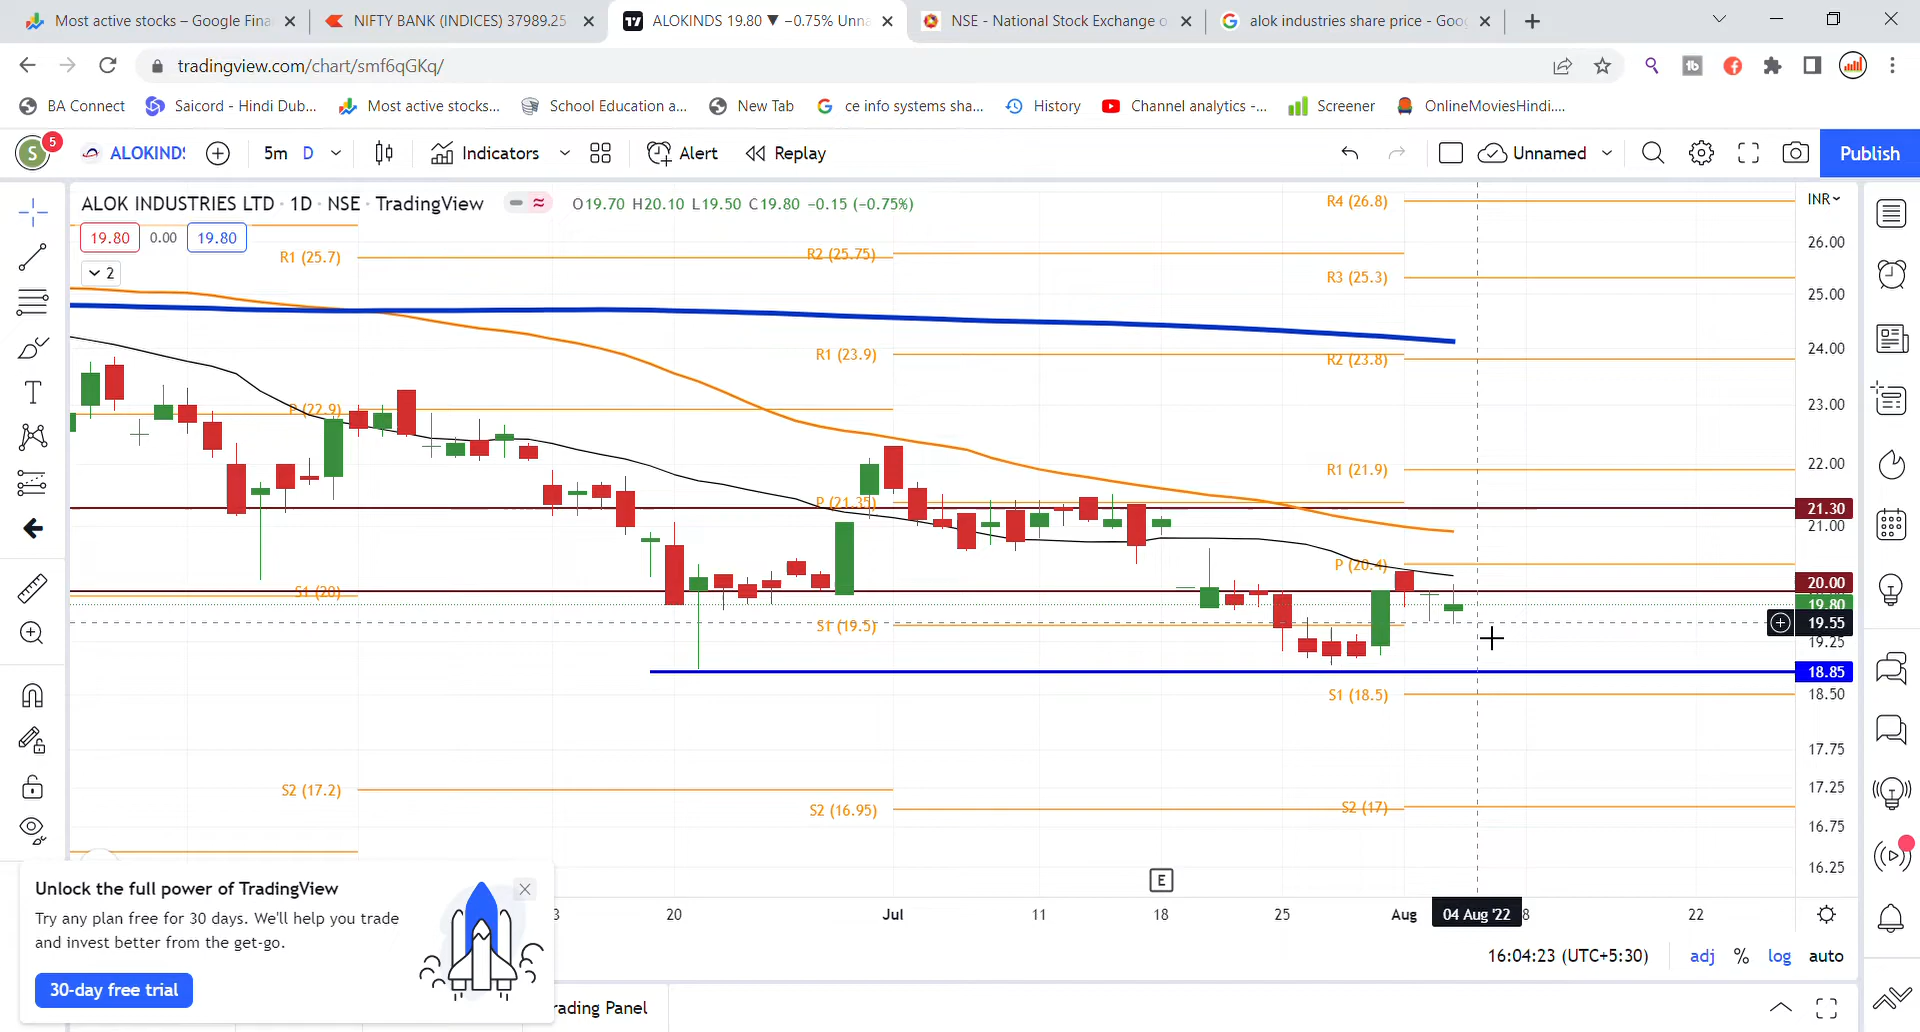 Most active stocks – Google Fina
NIFTY BANK (INDICES) 37989.25
ALOKINDS 19.80 ▼ −0.75% Unna
NSE - National Stock Exchange o
alok industries share price - Goo
tradingview.com/chart/smf6qGKq/
BA Connect
Saicord - Hindi Dub...
Most active stocks...
School Education a...
New Tab
ce info systems sha...
History
Channel analytics -...
Screener
OnlineMoviesHindi....
S
5
ALOKINDS
5m
D
Indicators
Alert
Replay
Unnamed
Publish
ALOK INDUSTRIES LTD · 1D · NSE · TradingView
O19.70 H20.10 L19.50 C19.80 −0.15 (−0.75%)
INR
19.80
0.00
19.80
2
R4 (26.8)
R1 (25.7)
R2 (25.75)
R3 (25.3)
R1 (23.9)
R2 (23.8)
P (22.9)
R1 (21.9)
P (21.35)
P (20.4)
S1 (20)
S1 (19.5)
S1 (18.5)
S2 (17.2)
S2 (16.95)
S2 (17)
26.00
25.00
24.00
23.00
22.00
21.30
21.00
20.00
19.80
19.55
19.25
18.85
18.50
17.75
17.25
16.75
16.25
E
3
20
Jul
11
18
25
Aug
04 Aug '22
8
22
16:04:23 (UTC+5:30)
adj
%
log
auto
Unlock the full power of TradingView
Try any plan free for 30 days. We'll help you trade
and invest better from the get-go.
30-day free trial
rading Panel